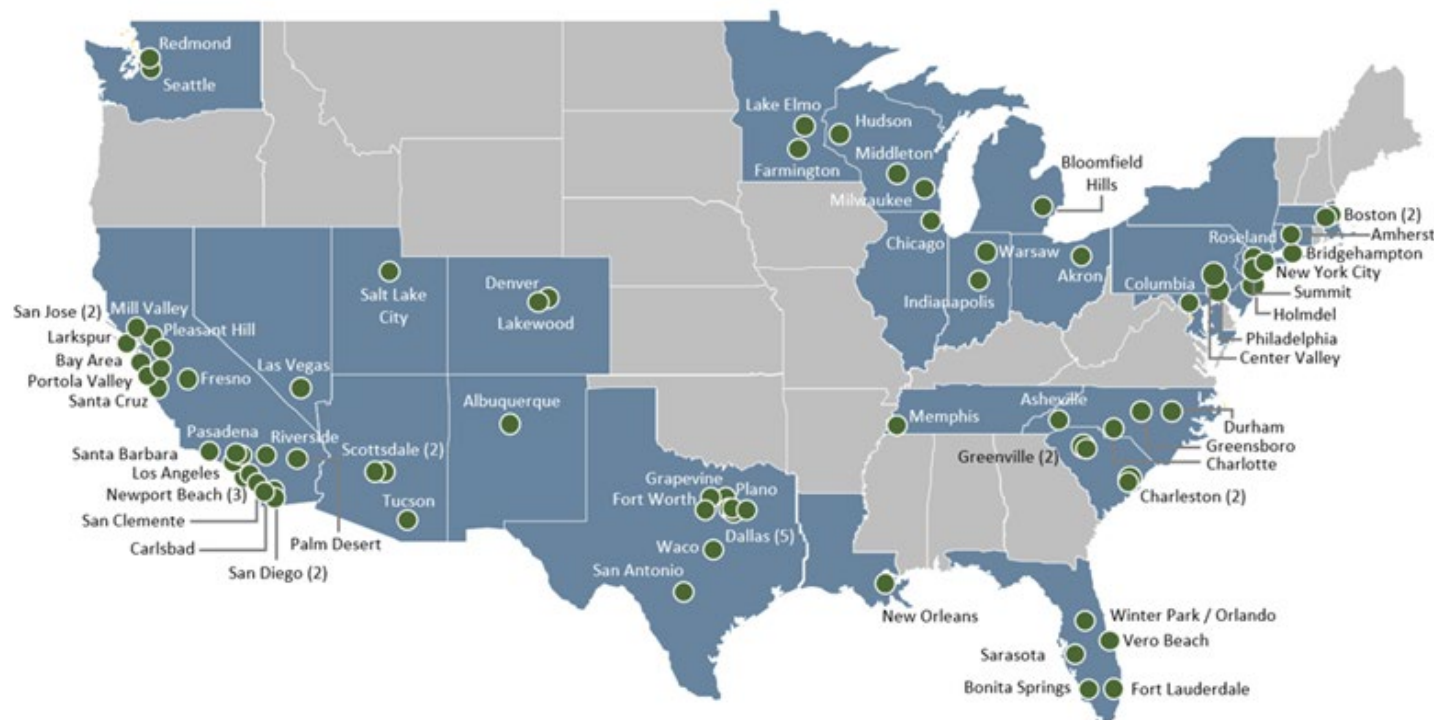 Redmond
Seattle
Lake Elmo
Hudson
Middleton
Farmington
Milwaukee
Bloomfield
Hills
Chicago
Warsaw
Akron
Indianapolis
Boston (2)
Amherst
Roseland
Bridgehampton
New York City
Columbia
Summit
Holmdel
Philadelphia
Center Valley
Salt Lake
City
Denver
Lakewood
San Jose (2)
Mill Valley
Pleasant Hill
Larkspur
Bay Area
Portola Valley
Santa Cruz
Fresno
Las Vegas
Albuquerque
Pasadena
Riverside
Santa Barbara
Los Angeles
Newport Beach (3)
San Clemente
Carlsbad
Palm Desert
San Diego (2)
Scottsdale (2)
Tucson
Memphis
Asheville
Durham
Greensboro
Greenville (2)
Charlotte
Charleston (2)
Grapevine
Plano
Fort Worth
Dallas (5)
Waco
San Antonio
New Orleans
Winter Park / Orlando
Vero Beach
Sarasota
Bonita Springs
Fort Lauderdale